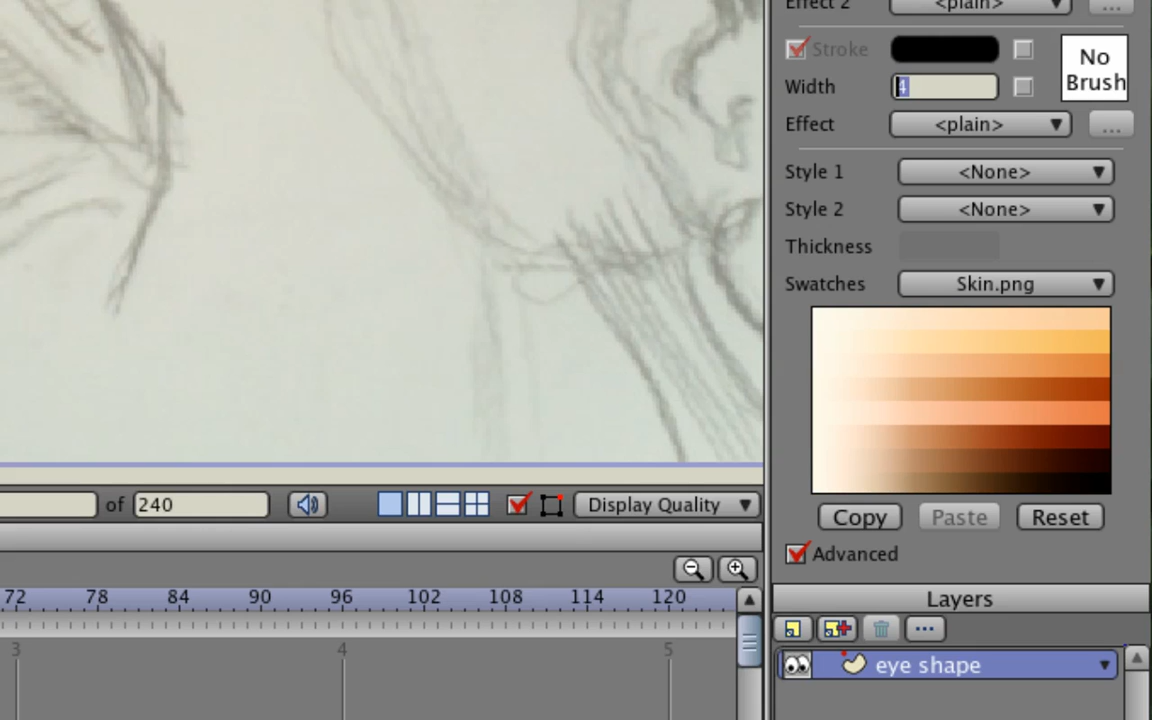 Effect 2 <plain> ...
Stroke
No Brush
Width 4
Effect <plain> ...
Style 1 <None>
Style 2 <None>
Thickness
Swatches Skin.png
Copy Paste Reset
Advanced
of 240 Display Quality
72 78 84 90 96 102 108 114 120
3 4 5
Layers
...
eye shape